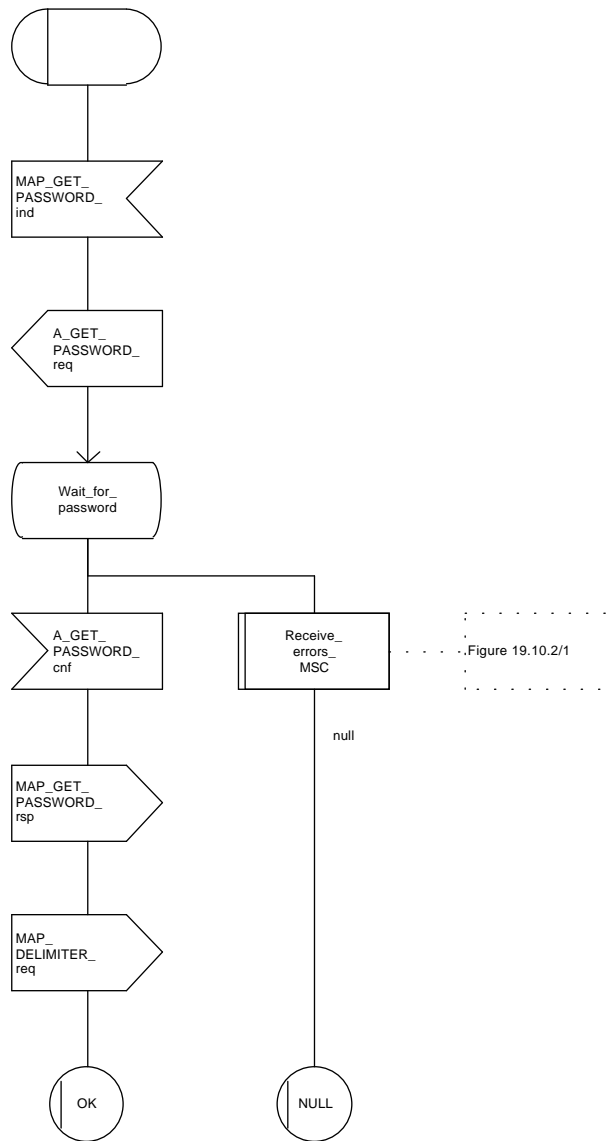 MAP_GET_
PASSWORD_
ind
A_GET_
PASSWORD_
req
Wait_for_
password
A_GET_
PASSWORD_
cnf
Receive_
errors_
MSC
Figure 19.10.2/1
null
MAP_GET_
PASSWORD_
rsp
MAP_
DELIMITER_
req
OK
NULL